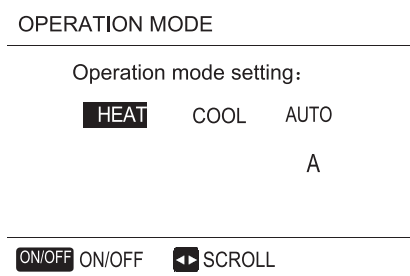 OPERATION MODE
Operation mode setting:
HEAT COOL AUTO
A
ON/OFF ON/OFF ◄► SCROLL